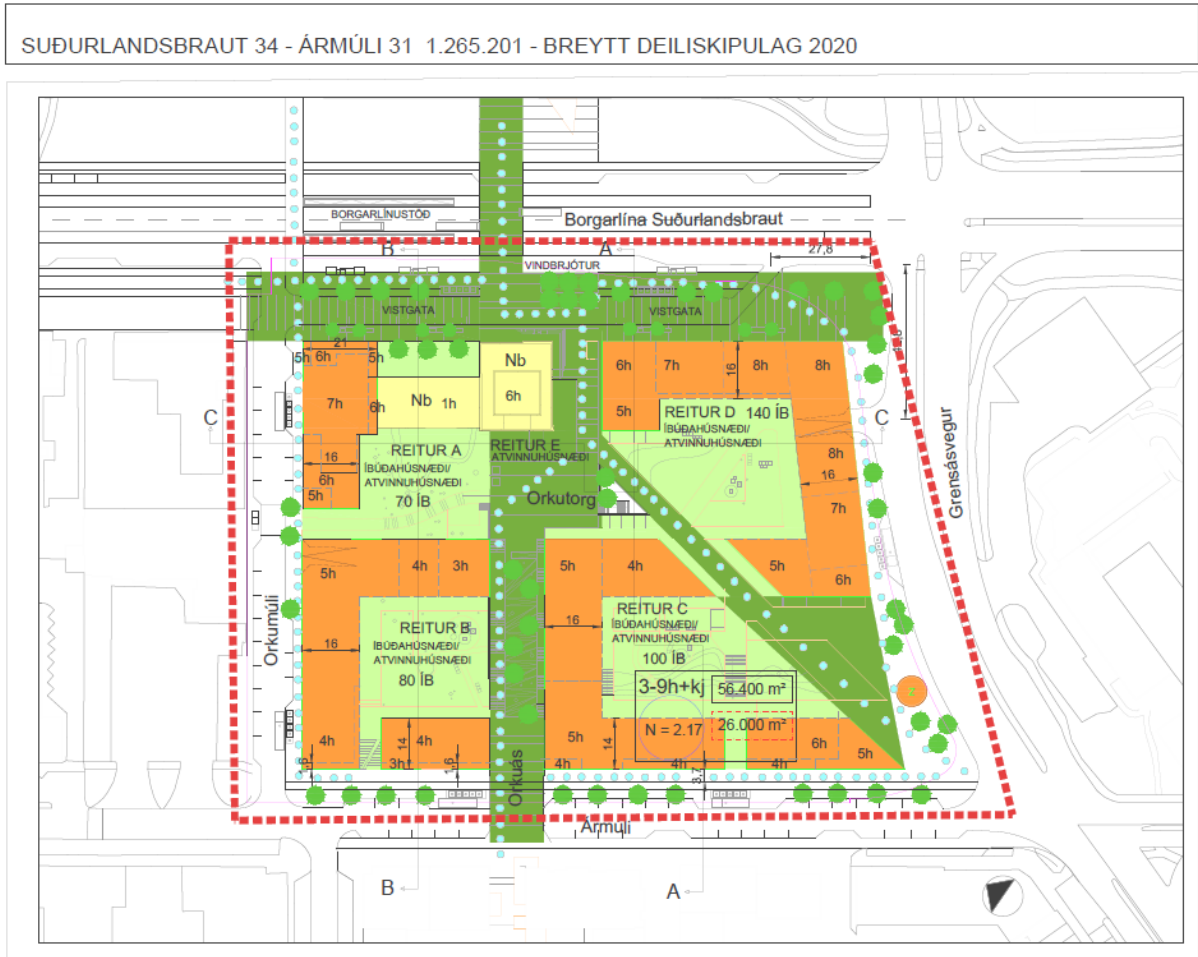 SUÐURLANDSBRAUT 34 - ÁRMÚLI 31 1.265.201 - BREYTT DEILISKIPULAG 2020
BORGARLÍNUSTÖÐ
Borgarlína Suðurlandsbraut
B
A
27,8
VINDBRJÓTUR
VISTGATA
VISTGATA
21
5h
6h
5h
Nb
6h
7h
16
8h
8h
7h
6h
Nb
1h
6h
5h
REITUR D 140 ÍB
ÍBÚÐAHÚSNÆÐI/
ATVINNUHÚSNÆÐI
C
C
REITUR A
ÍBÚÐAHÚSNÆÐI/
ATVINNUHÚSNÆÐI
70 ÍB
REITUR E
ATVINNUHÚSNÆÐI
8h
16
16
6h
5h
Orkutorg
7h
Grensásvegur
5h
4h
3h
5h
4h
5h
6h
Orkumúli
REITUR B
ÍBÚÐAHÚSNÆÐI/
ATVINNUHÚSNÆÐI
80 ÍB
16
16
REITUR C
ÍBÚÐAHÚSNÆÐI/
ATVINNUHÚSNÆÐI
100 ÍB
3-9h+kj
56.400 m²
N = 2.17
26.000 m²
4h
4h
14
3h
1,6
1,6
Orkuás
5h
14
4h
4h
6h
5h
3,7
Ármuli
B
A